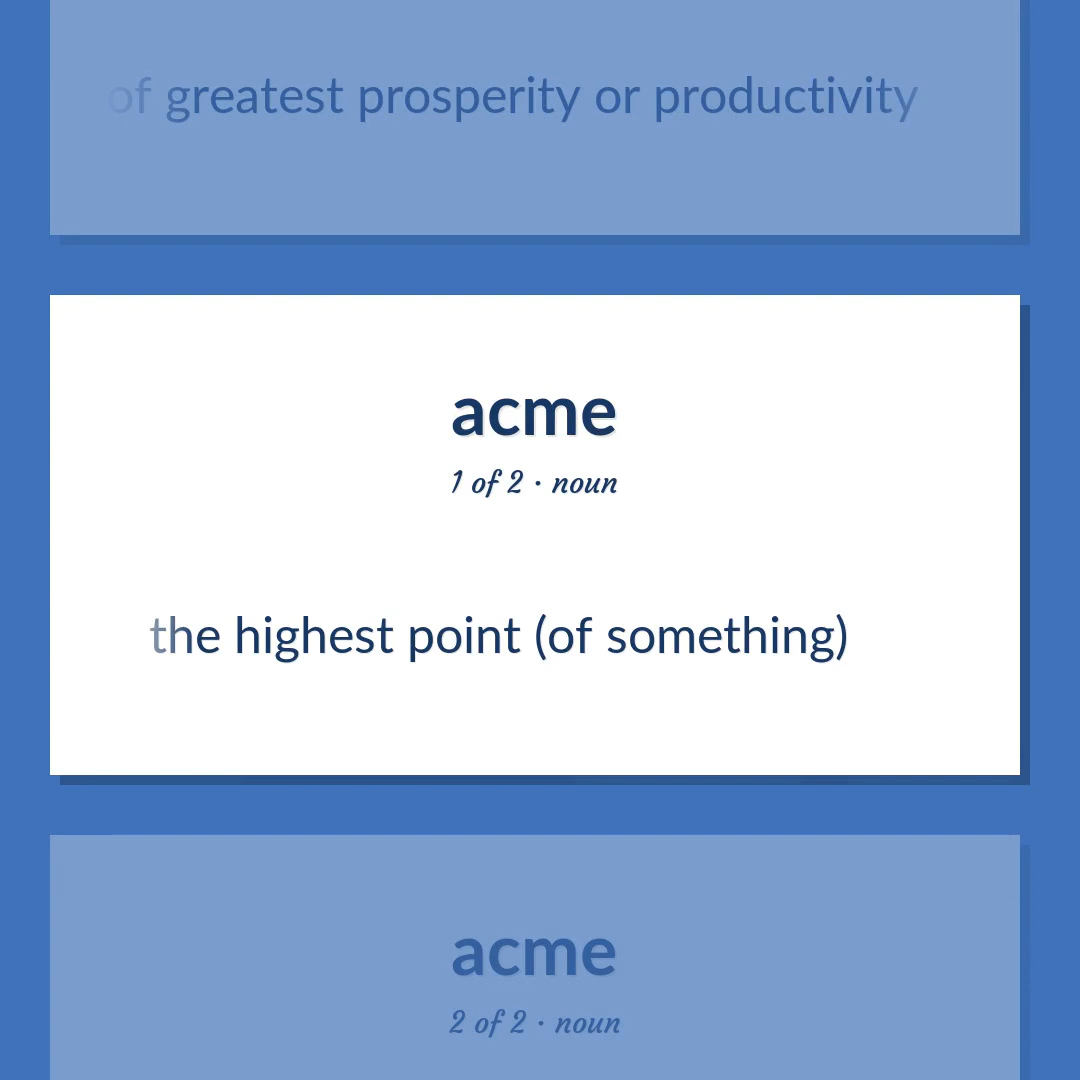 of greatest prosperity or productivity
acme
1 of 2 · noun
the highest point (of something)
acme
2 of 2 · noun